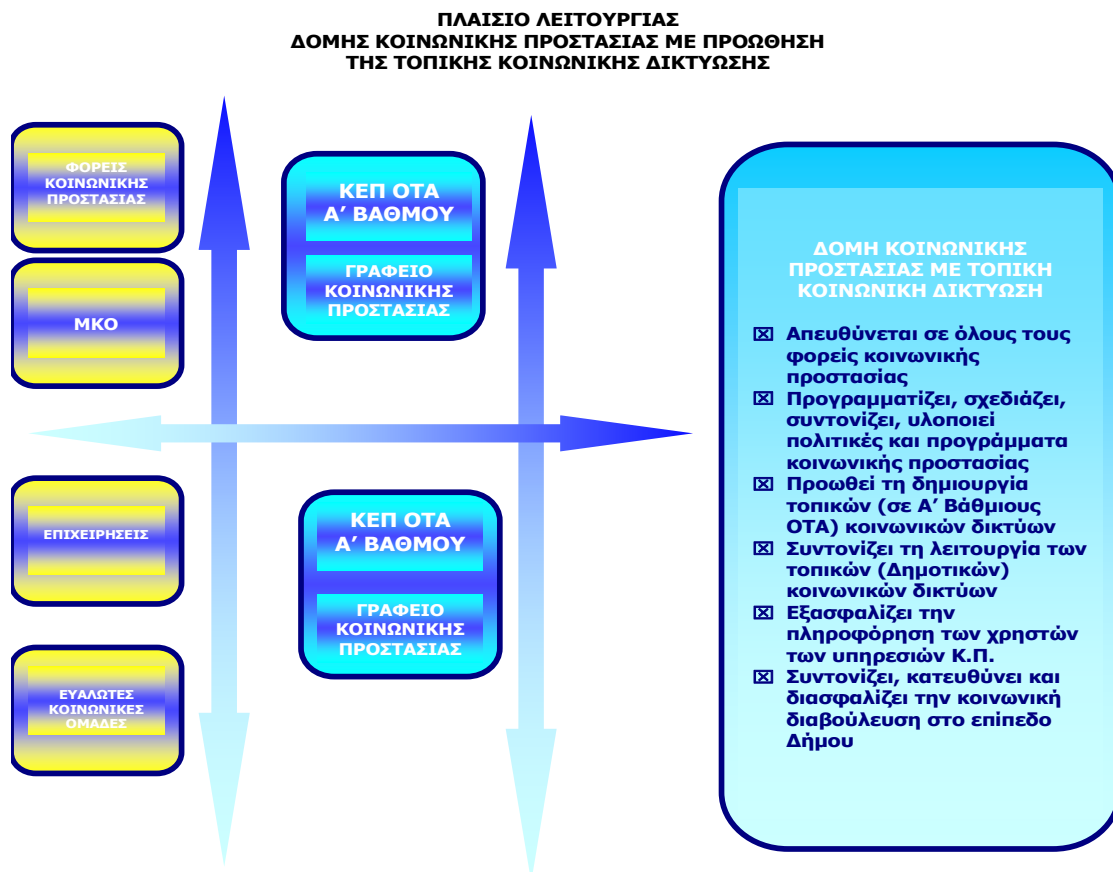 ΠΛΑΙΣΙΟ ΛΕΙΤΟΥΡΓΙΑΣ
ΔΟΜΗΣ ΚΟΙΝΩΝΙΚΗΣ ΠΡΟΣΤΑΣΙΑΣ ΜΕ ΠΡΟΩΘΗΣΗ
ΤΗΣ ΤΟΠΙΚΗΣ ΚΟΙΝΩΝΙΚΗΣ ΔΙΚΤΥΩΣΗΣ
ΦΟΡΕΙΣ
ΚΟΙΝΩΝΙΚΗΣ
ΠΡΟΣΤΑΣΙΑΣ
ΜΚΟ
ΕΠΙΧΕΙΡΗΣΕΙΣ
ΕΥΑΛΩΤΕΣ
ΚΟΙΝΩΝΙΚΕΣ
ΟΜΑΔΕΣ
ΚΕΠ ΟΤΑ
Α’ ΒΑΘΜΟΥ
ΓΡΑΦΕΙΟ
ΚΟΙΝΩΝΙΚΗΣ
ΠΡΟΣΤΑΣΙΑΣ
ΚΕΠ ΟΤΑ
Α’ ΒΑΘΜΟΥ
ΓΡΑΦΕΙΟ
ΚΟΙΝΩΝΙΚΗΣ
ΠΡΟΣΤΑΣΙΑΣ
ΔΟΜΗ ΚΟΙΝΩΝΙΚΗΣ
ΠΡΟΣΤΑΣΙΑΣ ΜΕ ΤΟΠΙΚΗ
ΚΟΙΝΩΝΙΚΗ ΔΙΚΤΥΩΣΗ
Απευθύνεται σε όλους τους
φορείς κοινωνικής
προστασίας
Προγραμματίζει, σχεδιάζει,
συντονίζει, υλοποιεί
πολιτικές και προγράμματα
κοινωνικής προστασίας
Προωθεί τη δημιουργία
τοπικών (σε Α’ Βάθμιους
ΟΤΑ) κοινωνικών δικτύων
Συντονίζει τη λειτουργία των
τοπικών (Δημοτικών)
κοινωνικών δικτύων
Εξασφαλίζει την
πληροφόρηση των χρηστών
των υπηρεσιών Κ.Π.
Συντονίζει, κατευθύνει και
διασφαλίζει την κοινωνική
διαβούλευση στο επίπεδο
Δήμου